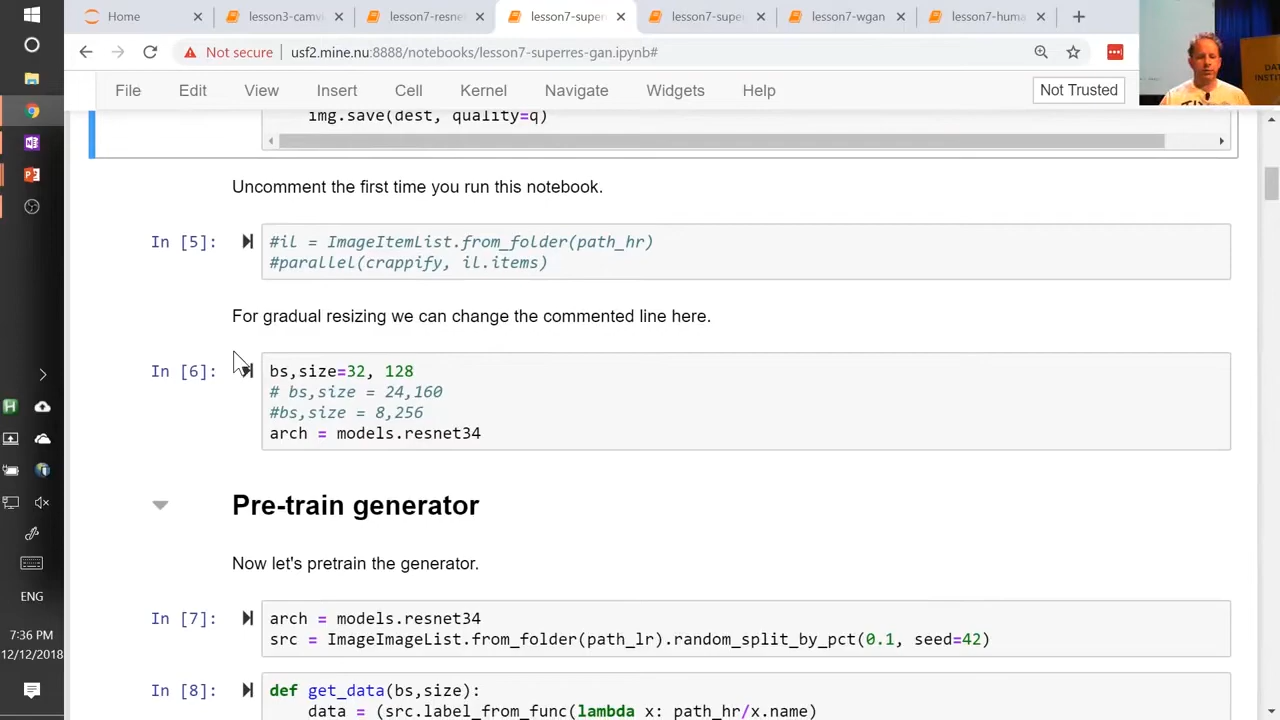 Home
lesson3-camvi
lesson7-resne
lesson7-super
lesson7-supe
lesson7-wgan
lesson7-huma
Not secure | usf2.mine.nu:8888/notebooks/lesson7-superres-gan.ipynb#
File Edit View Insert Cell Kernel Navigate Widgets Help Not Trusted
DAT
INSTIT
img.save(dest, quality=q)
Uncomment the first time you run this notebook.
In [5]: #il = ImageItemList.from_folder(path_hr)
#parallel(crappify, il.items)
For gradual resizing we can change the commented line here.
In [6]: bs,size=32, 128
# bs,size = 24,160
#bs,size = 8,256
arch = models.resnet34
Pre-train generator
Now let's pretrain the generator.
In [7]: arch = models.resnet34
src = ImageImageList.from_folder(path_lr).random_split_by_pct(0.1, seed=42)
In [8]: def get_data(bs,size):
data = (src.label_from_func(lambda x: path_hr/x.name)
ENG
7:36 PM
12/12/2018